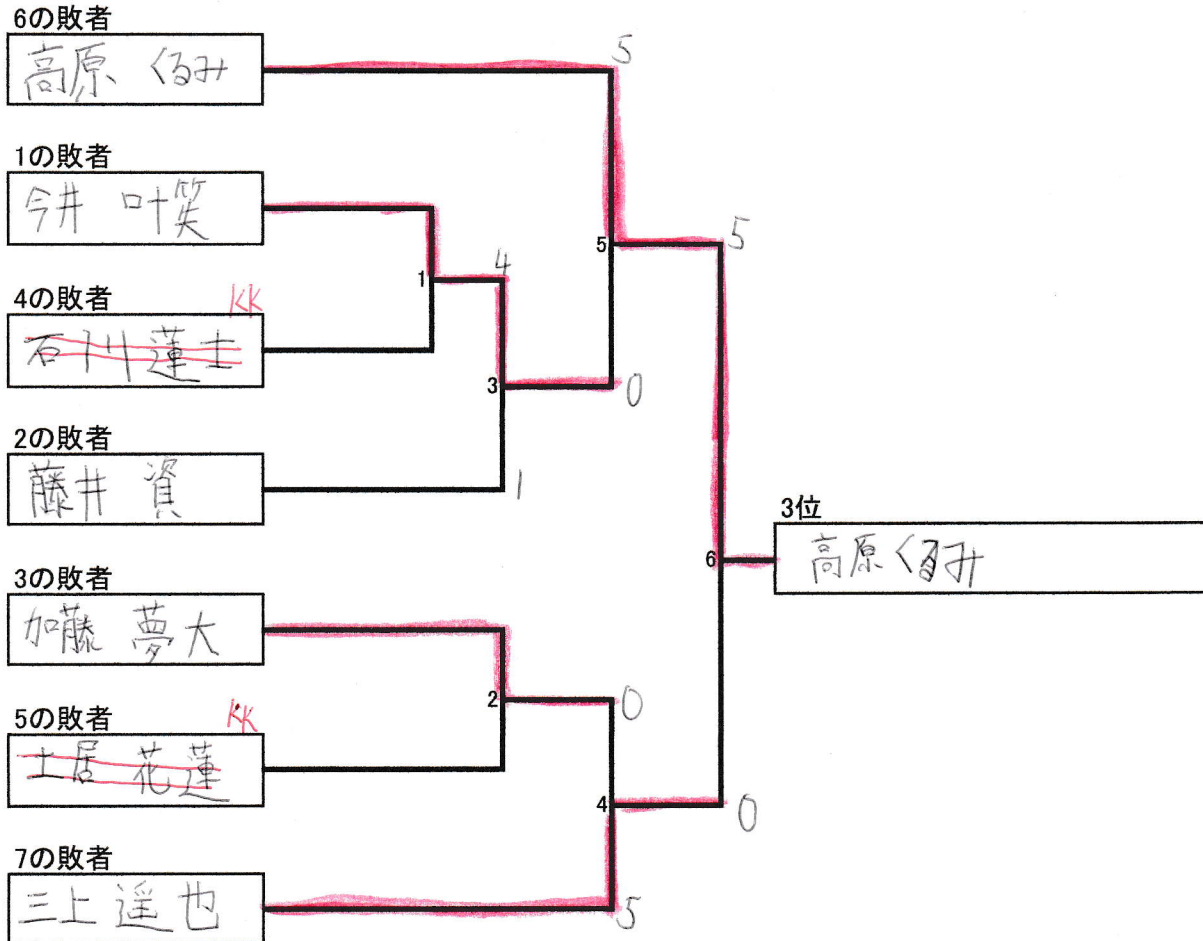 6の敗者
高原 くるみ
5
1の敗者
今井 叶笑
5
5
4
1
4の敗者
KK
石川蓮士
3
0
2の敗者
藤井 資
1
3位
6
高原くるみ
3の敗者
加藤 夢大
2
0
5の敗者
KK
土居 花蓮
4
0
7の敗者
三上 遥也
5